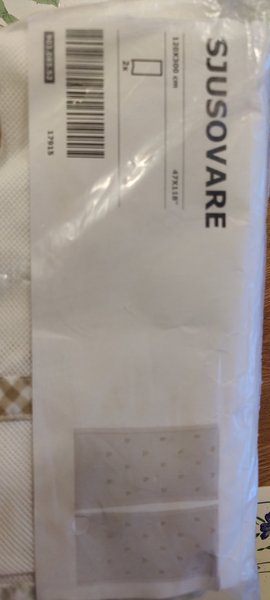 SJUSOVARE
120X300 cm
47X118"
2x
17915